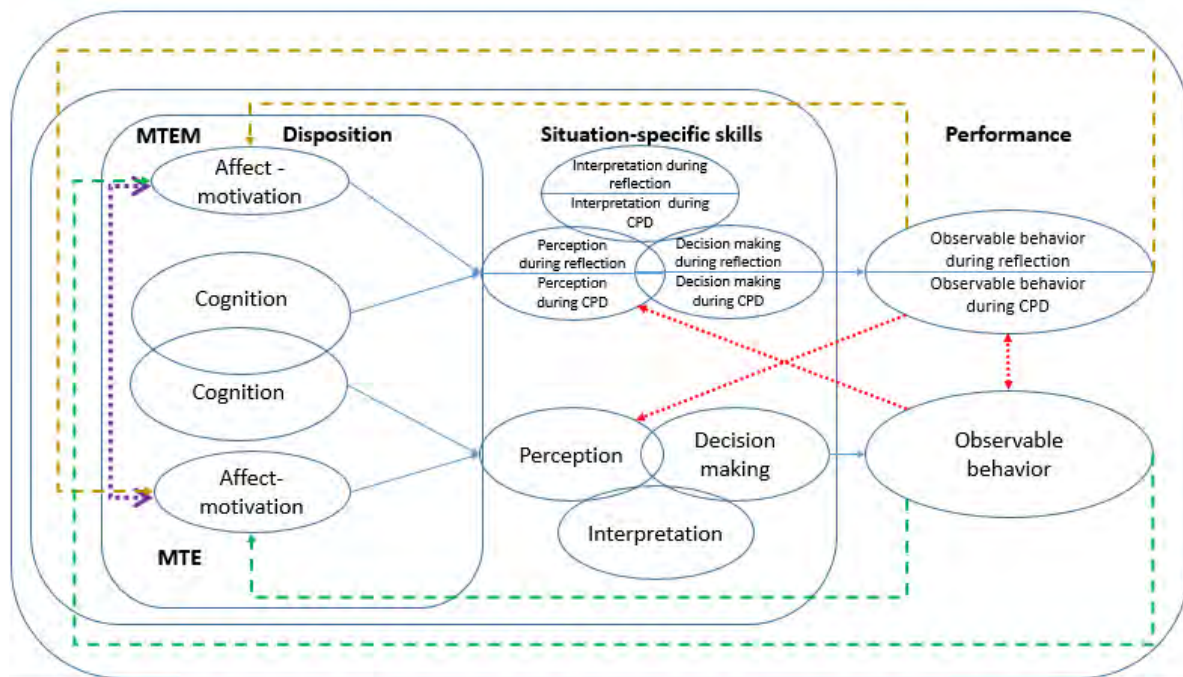 MTEM
Disposition
Situation-specific skills
Performance
Affect -
motivation
Interpretation during
reflection
Interpretation during
CPD
Perception
during reflection
Perception
during CPD
Decision making
during reflection
Decision making
during CPD
Observable behavior
during reflection
Observable behavior
during CPD
Cognition
Cognition
Perception
Decision
making
Interpretation
Observable
behavior
Affect-
motivation
MTE